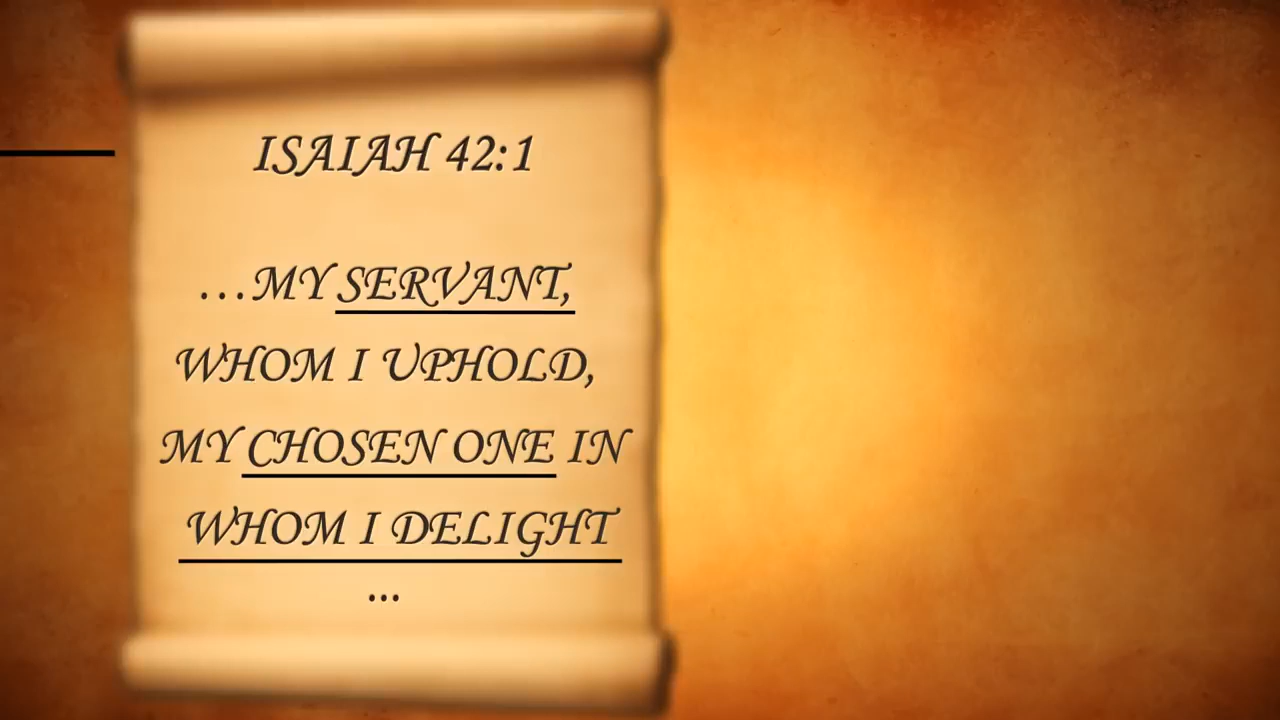 ISAIAH 42:1
...MY SERVANT,
WHOM I UPHOLD,
MY CHOSEN ONE IN
WHOM I DELIGHT
...